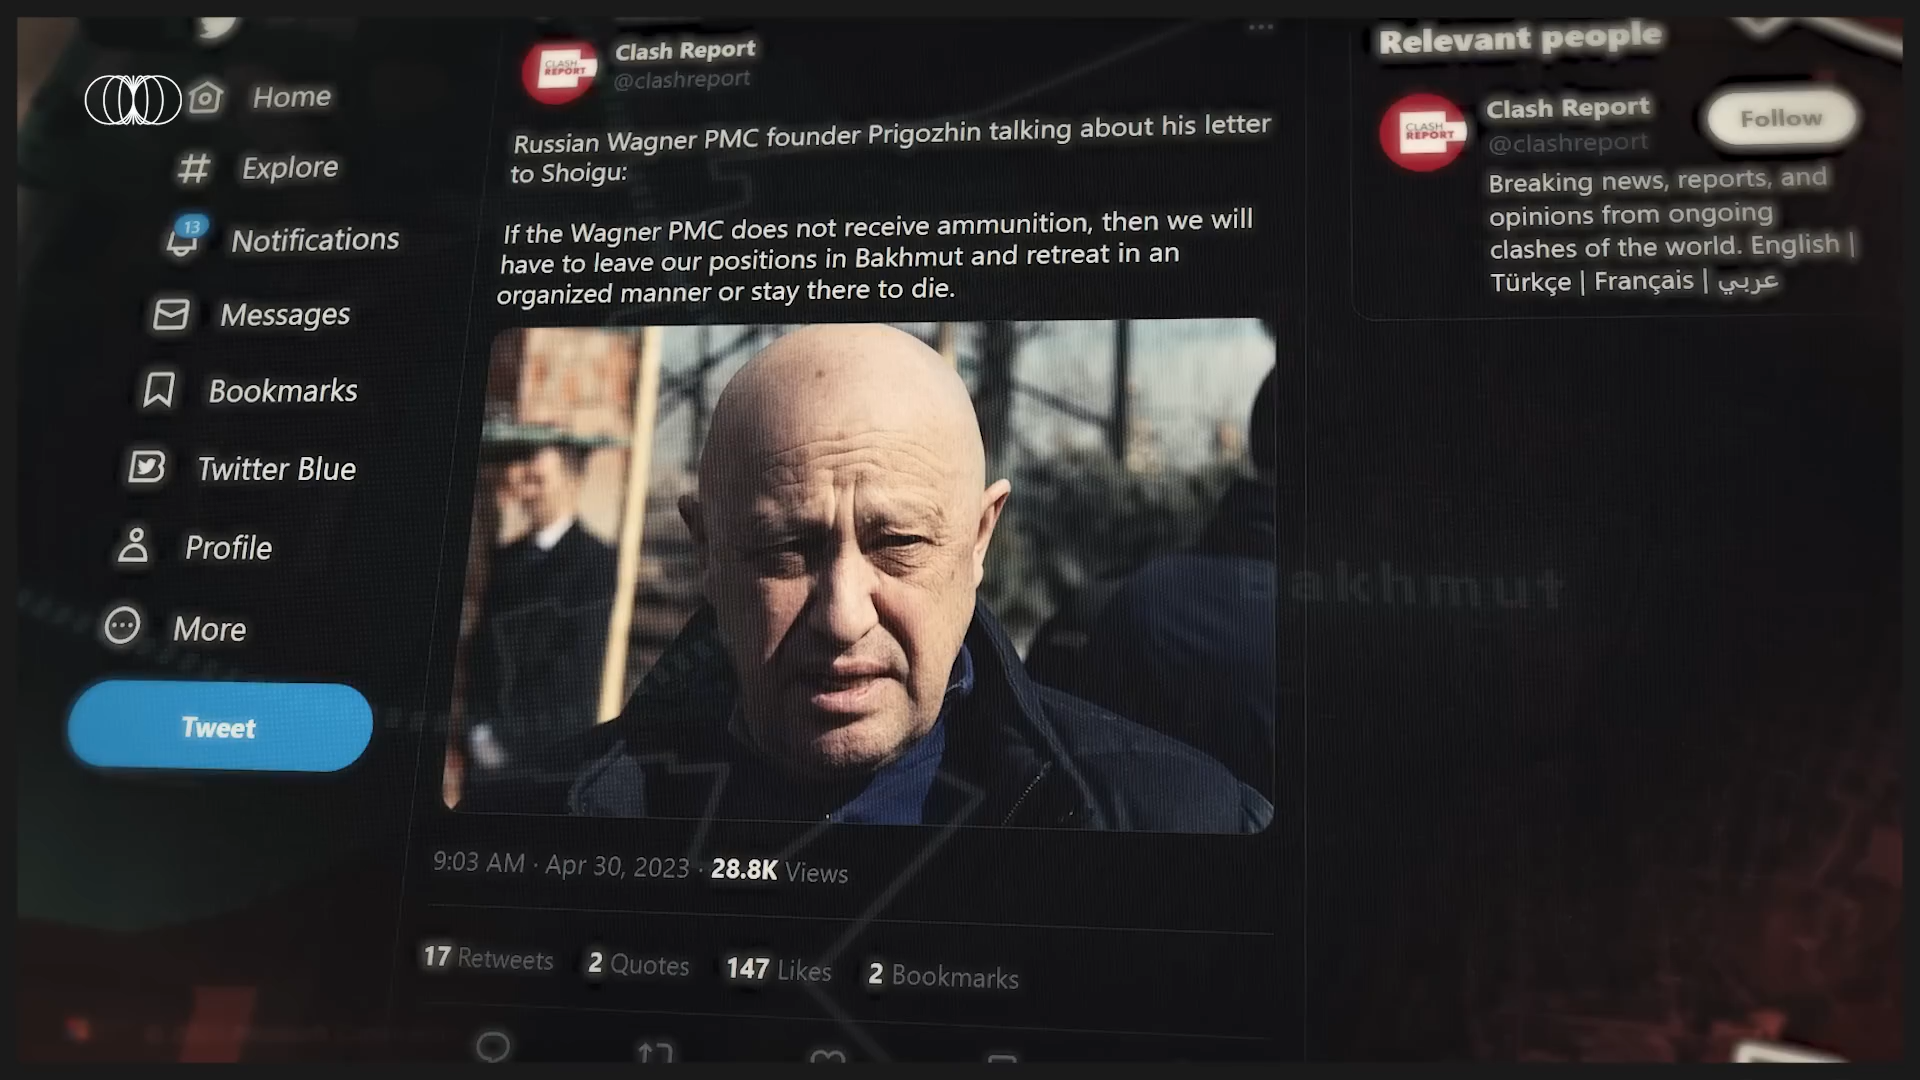 Home
Explore
13
Notifications
Messages
Bookmarks
Twitter Blue
Profile
More
Tweet
CLASH
REPORT
Clash Report
@clashreport
Russian Wagner PMC founder Prigozhin talking about his letter
to Shoigu:
If the Wagner PMC does not receive ammunition, then we will
have to leave our positions in Bakhmut and retreat in an
organized manner or stay there to die.
9:03 AM · Apr 30, 2023 · 28.8K Views
17 Retweets 2 Quotes 147 Likes 2 Bookmarks
Relevant people
CLASH
REPORT
Clash Report
@clashreport
Follow
Breaking news, reports, and
opinions from ongoing
clashes of the world. English |
Türkçe | Français | عربي
Bakhmut